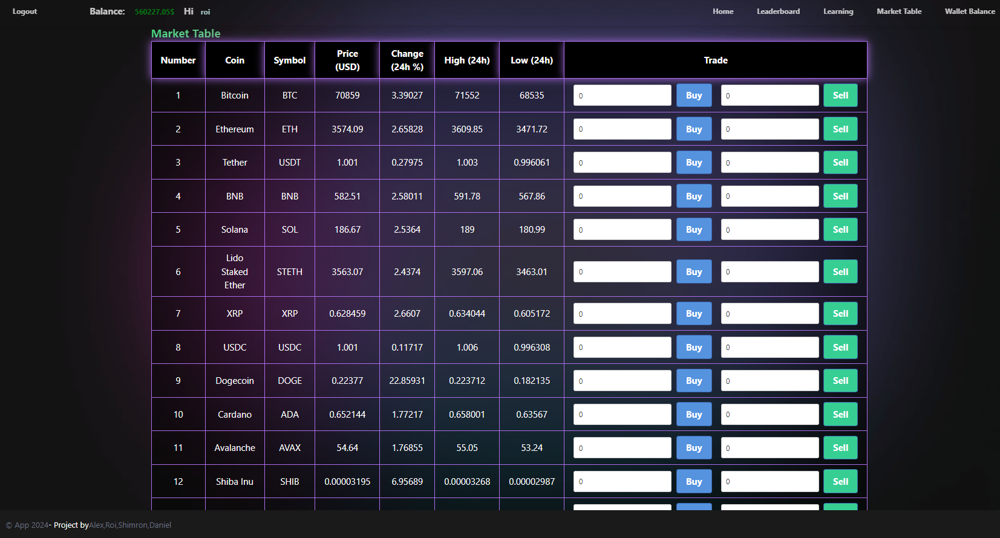 Logout Balance: 560227.05$ Hi roi Home Leaderboard Learning Market Table Wallet Balance
Market Table
Number Coin Symbol Price (USD) Change (24h %) High (24h) Low (24h) Trade
1 Bitcoin BTC 70859 3.39027 71552 68535 0 Buy 0 Sell
2 Ethereum ETH 3574.09 2.65828 3609.85 3471.72 0 Buy 0 Sell
3 Tether USDT 1.001 0.27975 1.003 0.996061 0 Buy 0 Sell
4 BNB BNB 582.51 2.58011 591.78 567.86 0 Buy 0 Sell
5 Solana SOL 186.67 2.5364 189 180.99 0 Buy 0 Sell
6 Lido Staked Ether STETH 3563.07 2.4374 3597.06 3463.01 0 Buy 0 Sell
7 XRP XRP 0.628459 2.6607 0.634044 0.605172 0 Buy 0 Sell
8 USDC USDC 1.001 0.11717 1.006 0.996308 0 Buy 0 Sell
9 Dogecoin DOGE 0.22377 22.85931 0.223712 0.182135 0 Buy 0 Sell
10 Cardano ADA 0.652144 1.77217 0.658001 0.63567 0 Buy 0 Sell
11 Avalanche AVAX 54.64 1.76855 55.05 53.24 0 Buy 0 Sell
12 Shiba Inu SHIB 0.00003195 6.95689 0.00003268 0.00002987 0 Buy 0 Sell
© App 2024- Project byAlex,Roi,Shimron,Daniel